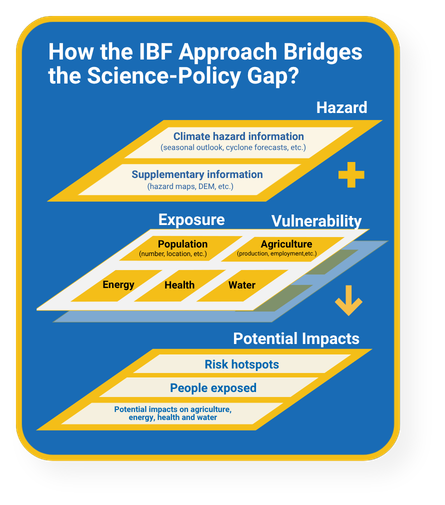 How the IBF Approach Bridges
the Science-Policy Gap?
Hazard
Climate hazard information
(seasonal outlook, cyclone forecasts, etc.)
Supplementary information
(hazard maps, DEM, etc.)
Exposure
Vulnerability
Population
(number, location, etc.)
Agriculture
(production, employment,etc.)
Energy
Health
Water
Potential Impacts
Risk hotspots
People exposed
Potential impacts on agriculture,
energy, health and water